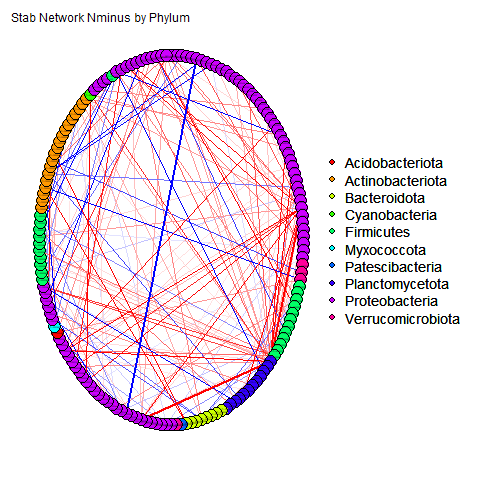 Stab Network Nminus by Phylum
Acidobacteriota
Actinobacteriota
Bacteroidota
Cyanobacteria
Firmicutes
Myxococcota
Patescibacteria
Planctomycetota
Proteobacteria
Verrucomicrobiota